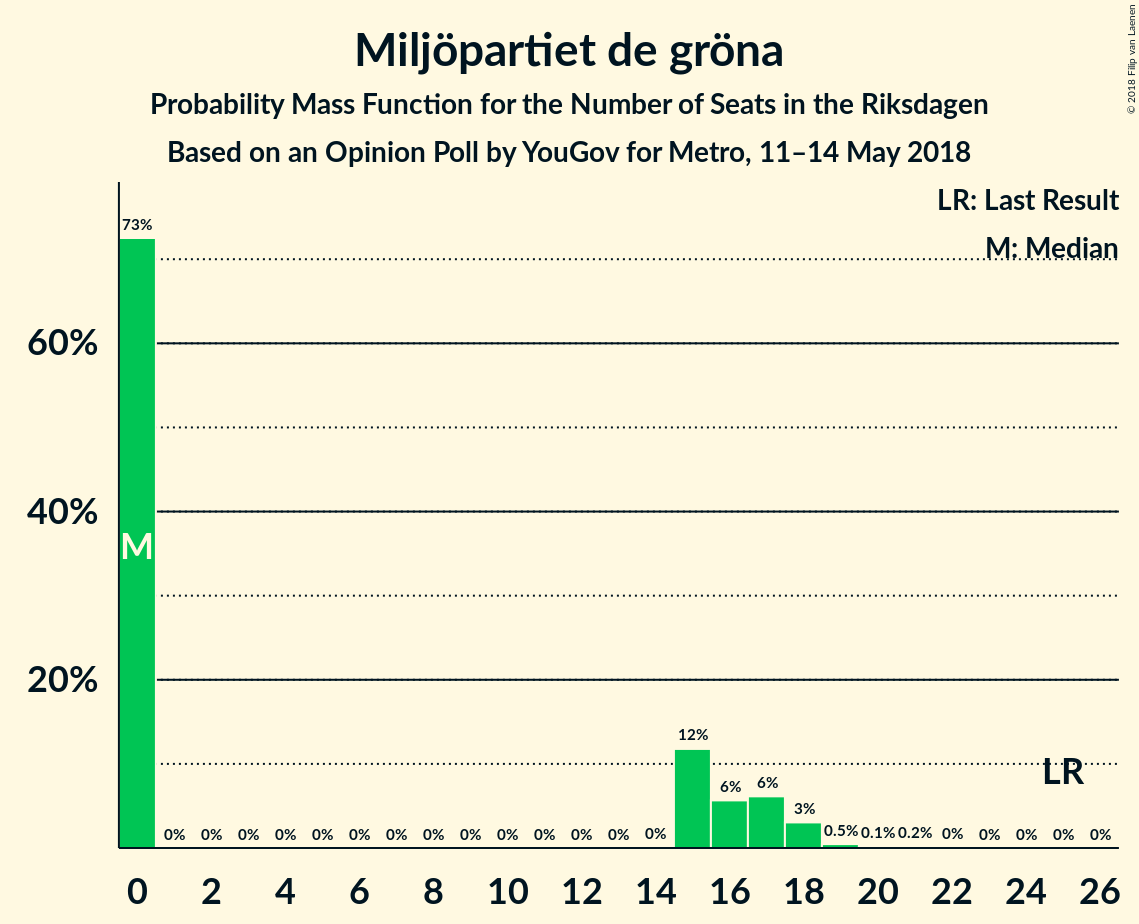 Miljöpartiet de gröna
Probability Mass Function for the Number of Seats in the Riksdagen
Based on an Opinion Poll by YouGov for Metro, 11–14 May 2018
© 2018 Filip van Laenen
LR: Last Result
M: Median
73%
60%
40%
M
20%
12%
LR
6%
6%
3%
0% 0% 0% 0% 0% 0% 0% 0% 0% 0% 0% 0% 0% 0% 0.5% 0.1% 0.2% 0% 0% 0% 0% 0%
0 2 4 6 8 10 12 14 16 18 20 22 24 26